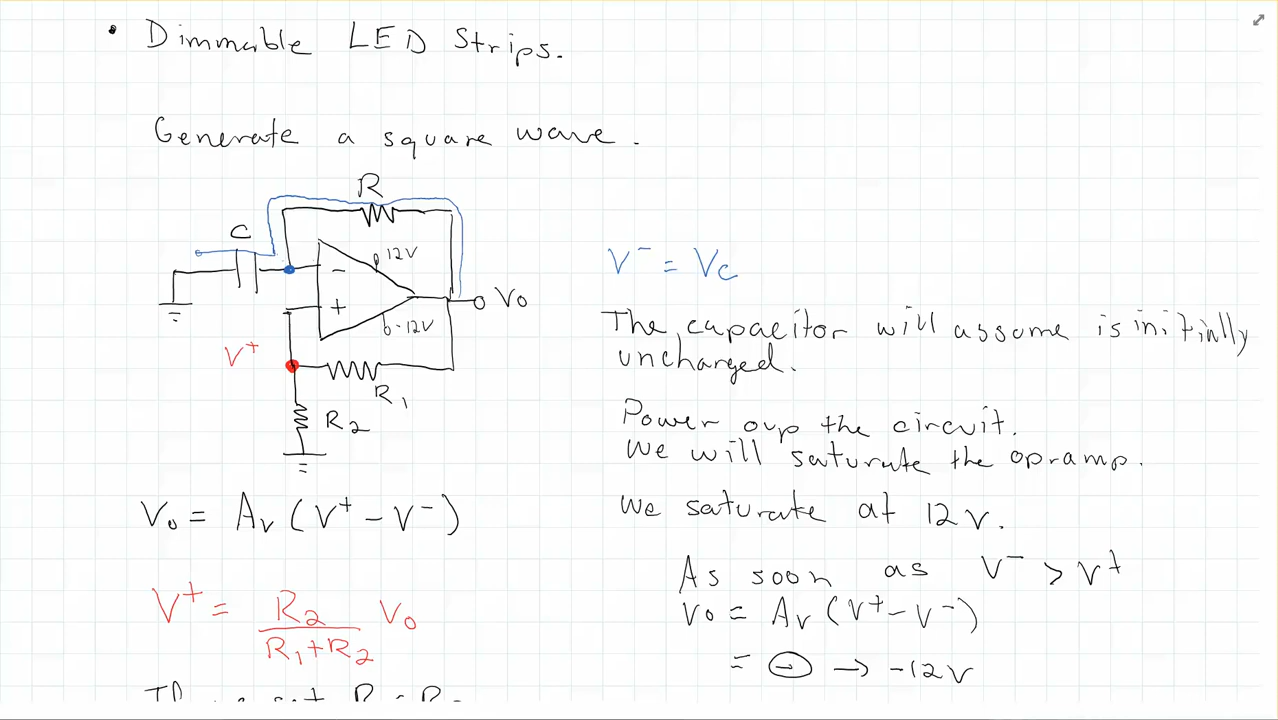 • Dimmable LED Strips.
Generate a square wave.
R
C
12V
-
+
-12V
Vo
V⁺
R₁
R₂
V⁻ = Vc
The capacitor will assume is initially
uncharged.
Power oup the circuit.
We will saturate the opramp.
We saturate at 12V.
As soon as V⁻ > V⁺
Vo = Av (V⁺ - V⁻)
= ⊖ → -12V
Vo = Av (V⁺ - V⁻)
V⁺ = R₂ / (R₁+R₂) Vo